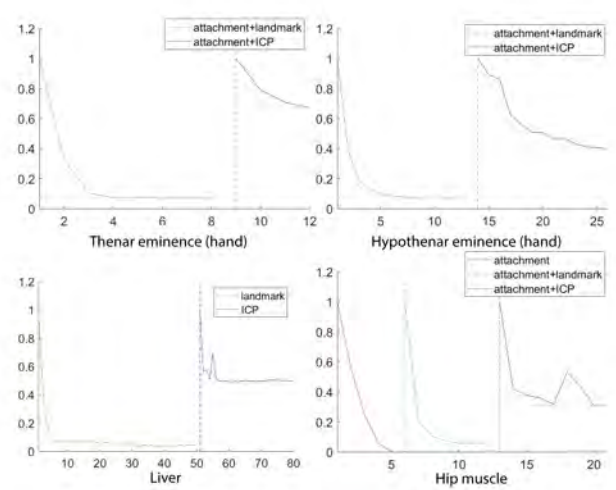 1.2
1
0.8
0.6
0.4
0.2
0
attachment+landmark
attachment+ICP
2 4 6 8 10 12
Thenar eminence (hand)
1.2
1
0.8
0.6
0.4
0.2
0
attachment+landmark
attachment+ICP
5 10 15 20 25
Hypothenar eminence (hand)
1.2
1
0.8
0.6
0.4
0.2
0
landmark
ICP
10 20 30 40 50 60 70 80
Liver
1.2
1
0.8
0.6
0.4
0.2
0
attachment
attachment+landmark
attachment+ICP
5 10 15 20
Hip muscle